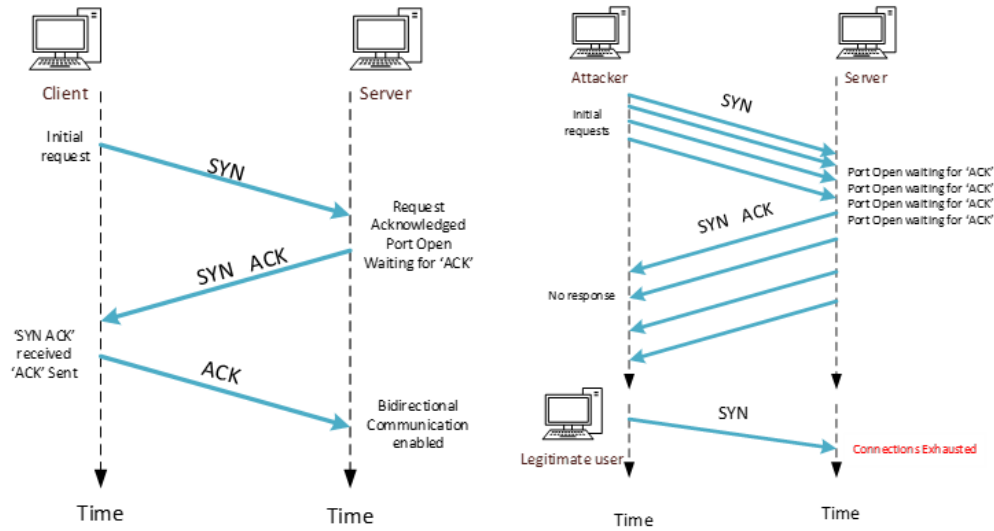 Client
Server
Initial
request
SYN
Request
Acknowledged
Port Open
Waiting for 'ACK'
SYN ACK
'SYN ACK'
received
'ACK' Sent
ACK
Bidirectional
Communication
enabled
Time
Time
Attacker
Server
SYN
Initial
requests
Port Open waiting for 'ACK'
Port Open waiting for 'ACK'
Port Open waiting for 'ACK'
Port Open waiting for 'ACK'
SYN ACK
No response
SYN
Legitimate user
Connections Exhausted
Time
Time